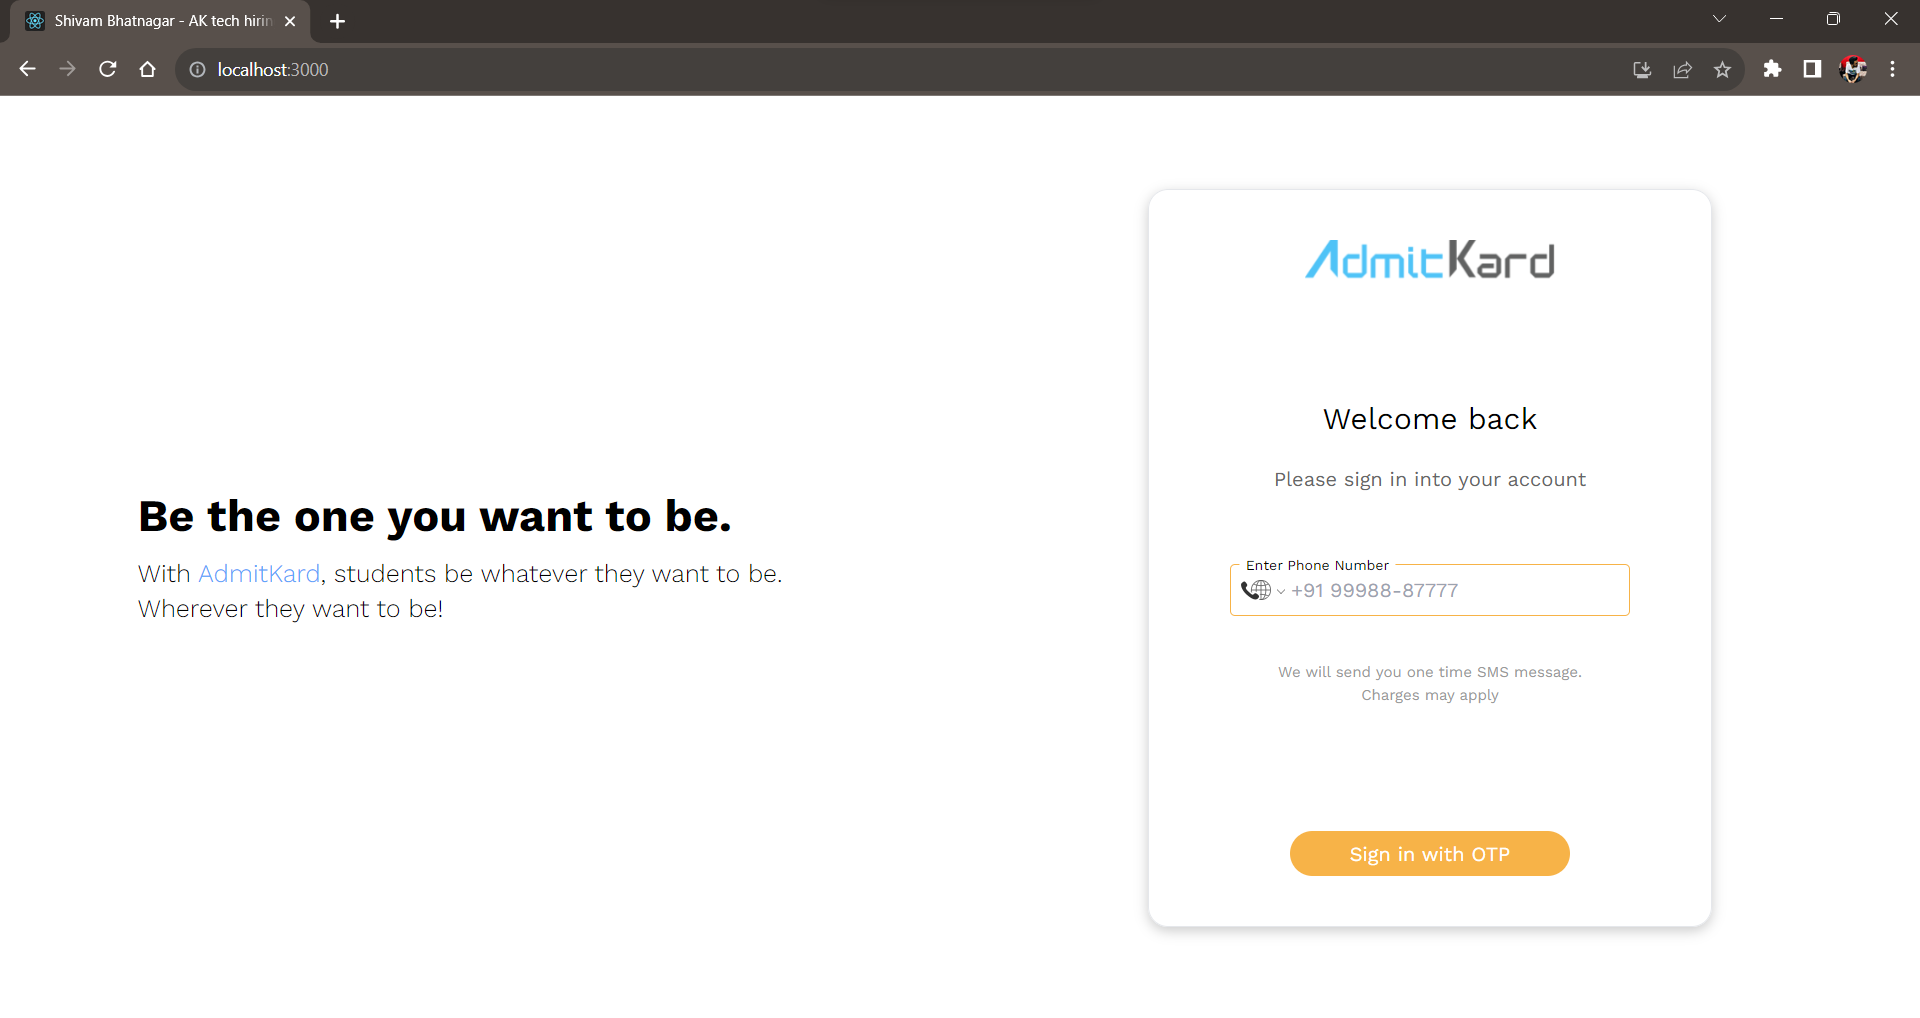 Shivam Bhatnagar - AK tech hirin
localhost:3000
AdmitKard
Welcome back
Please sign in into your account
Be the one you want to be.
With AdmitKard, students be whatever they want to be.
Wherever they want to be!
Enter Phone Number
+91 99988-87777
We will send you one time SMS message.
Charges may apply
Sign in with OTP